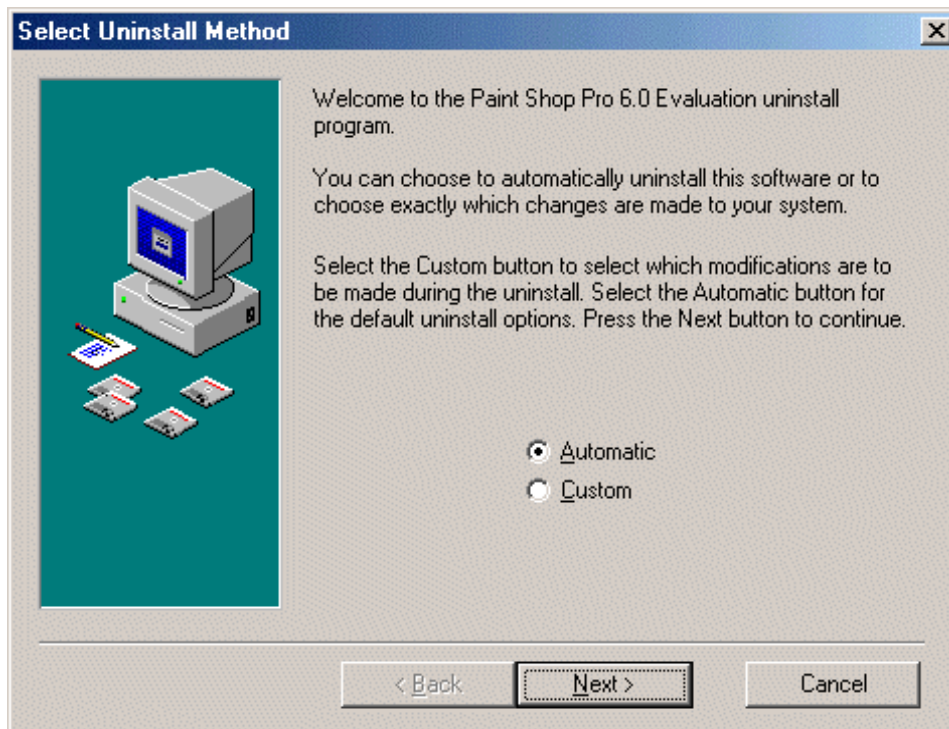 Select Uninstall Method
Welcome to the Paint Shop Pro 6.0 Evaluation uninstall
program.
You can choose to automatically uninstall this software or to
choose exactly which changes are made to your system.
Select the Custom button to select which modifications are to
be made during the uninstall. Select the Automatic button for
the default uninstall options. Press the Next button to continue.
Automatic
Custom
< Back
Next >
Cancel